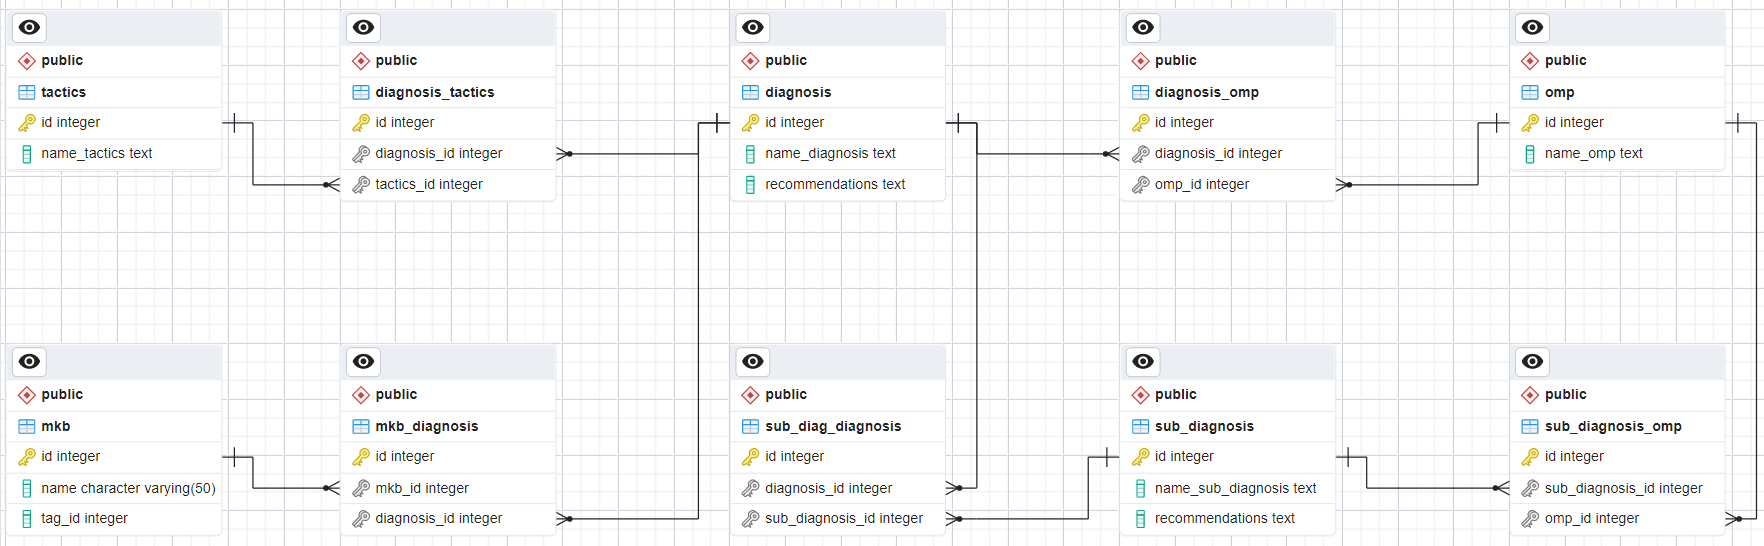 public
tactics
id integer
name_tactics text
public
diagnosis_tactics
id integer
diagnosis_id integer
tactics_id integer
public
diagnosis
id integer
name_diagnosis text
recommendations text
public
diagnosis_omp
id integer
diagnosis_id integer
omp_id integer
public
omp
id integer
name_omp text
public
mkb
id integer
name character varying(50)
tag_id integer
public
mkb_diagnosis
id integer
mkb_id integer
diagnosis_id integer
public
sub_diag_diagnosis
id integer
diagnosis_id integer
sub_diagnosis_id integer
public
sub_diagnosis
id integer
name_sub_diagnosis text
recommendations text
public
sub_diagnosis_omp
id integer
sub_diagnosis_id integer
omp_id integer